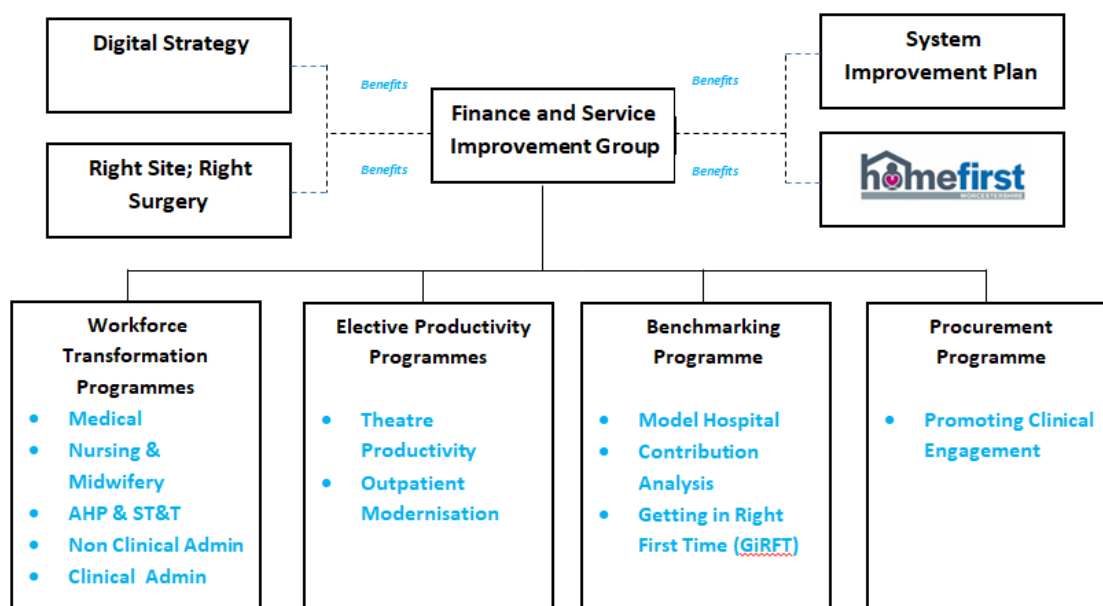 Digital Strategy
Right Site; Right
Surgery
Benefits
Benefits
Finance and Service
Improvement Group
Benefits
Benefits
System
Improvement Plan
homefirst
WORCESTERSHIRE
Workforce
Transformation
Programmes
• Medical
• Nursing &
Midwifery
• AHP & ST&T
• Non Clinical Admin
• Clinical Admin
Elective Productivity
Programmes
• Theatre
Productivity
• Outpatient
Modernisation
Benchmarking
Programme
• Model Hospital
• Contribution
Analysis
• Getting in Right
First Time (GiRFT)
Procurement
Programme
• Promoting Clinical
Engagement